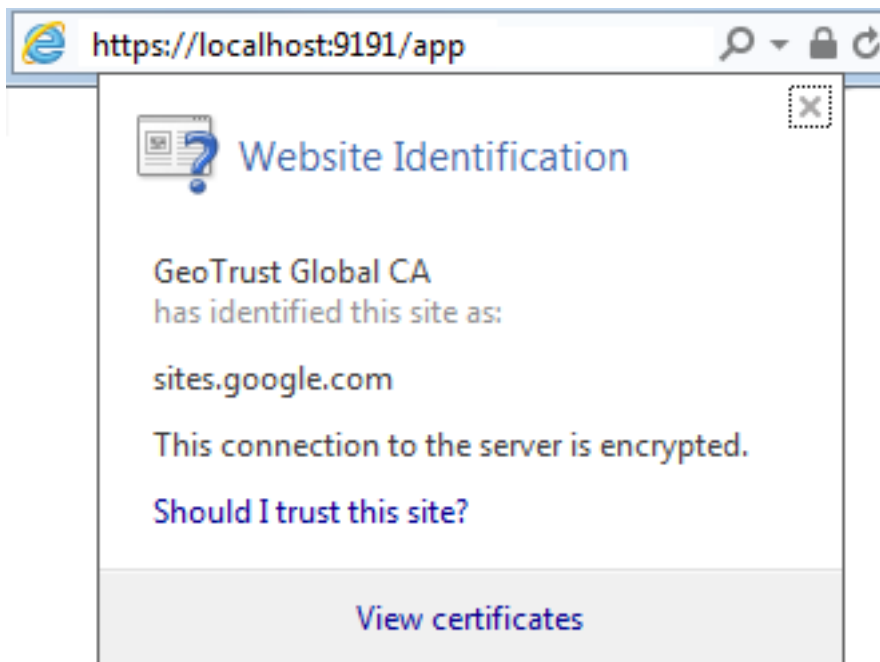 https://localhost:9191/app
Website Identification
GeoTrust Global CA
has identified this site as:
sites.google.com
This connection to the server is encrypted.
Should I trust this site?
View certificates